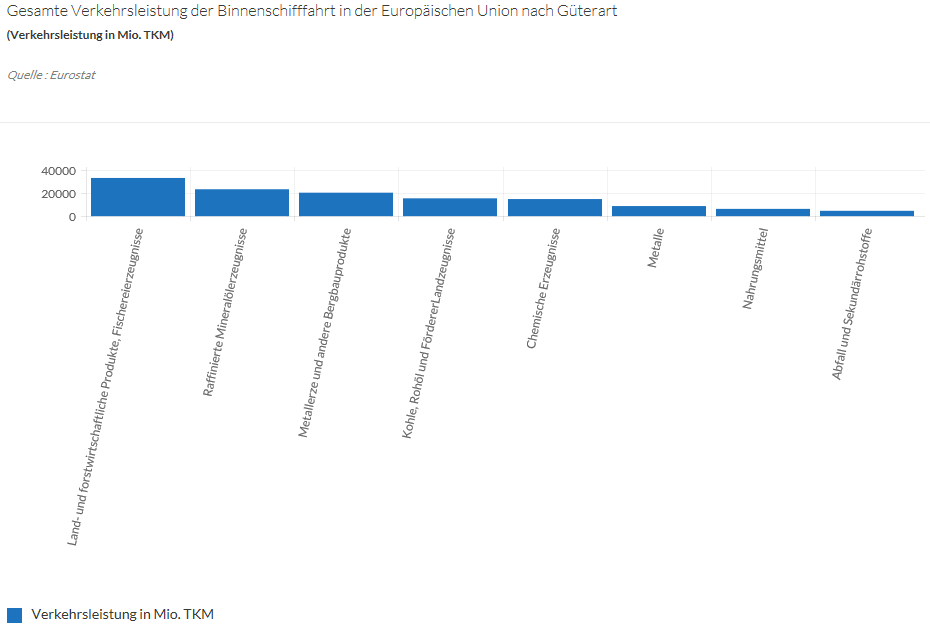 Gesamte Verkehrsleistung der Binnenschifffahrt in der Europäischen Union nach Güterart
(Verkehrsleistung in Mio. TKM)
Quelle : Eurostat
40000
20000
0
Land- und forstwirtschaftliche Produkte, Fischereierzeugnisse
Raffinierte Mineralölerzeugnisse
Metallerze und andere Bergbauprodukte
Kohle, Rohöl und FördererLandzeugnisse
Chemische Erzeugnisse
Metalle
Nahrungsmittel
Abfall und Sekundärrohstoffe
Verkehrsleistung in Mio. TKM